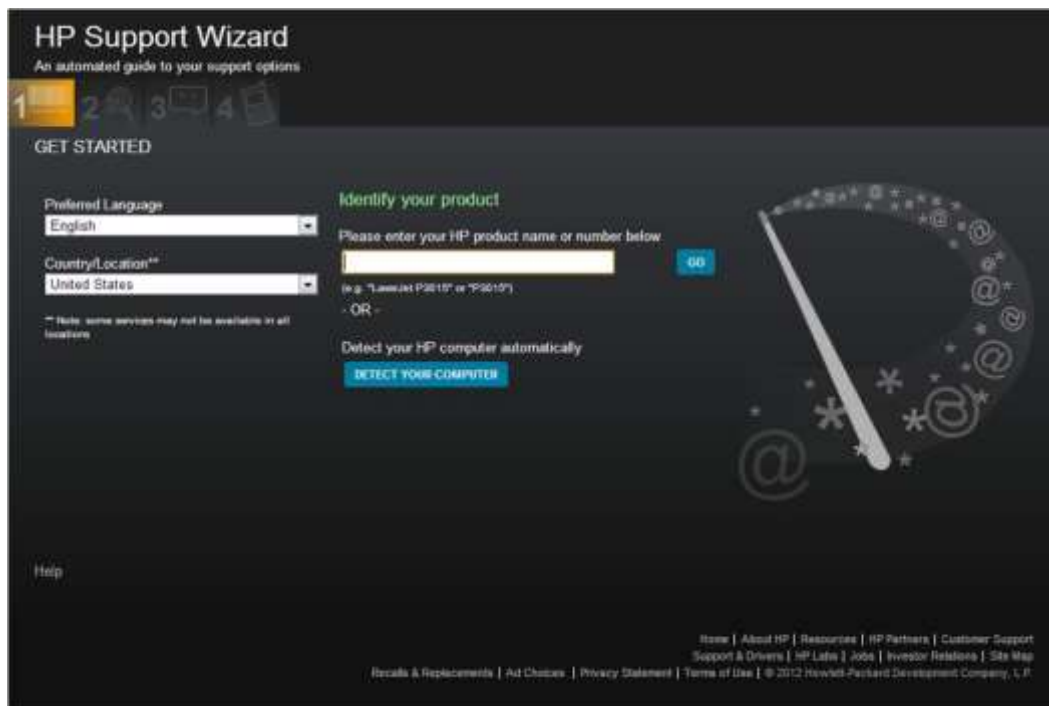 HP Support Wizard
An automated guide to your support options
1 2 3 4
GET STARTED
Preferred Language
English
Country/Location**
United States
** Note: some services may not be available in all
locations
Identify your product
Please enter your HP product name or number below
GO
(e.g. "LaserJet P3015" or "P3015")
- OR -
Detect your HP computer automatically
DETECT YOUR COMPUTER
Help
Home | About HP | Resources | HP Partners | Customer Support
Support & Drivers | HP Labs | Jobs | Investor Relations | Site Map
Recalls & Replacements | Ad Choices | Privacy Statement | Terms of Use | © 2012 Hewlett-Packard Development Company, L.P.